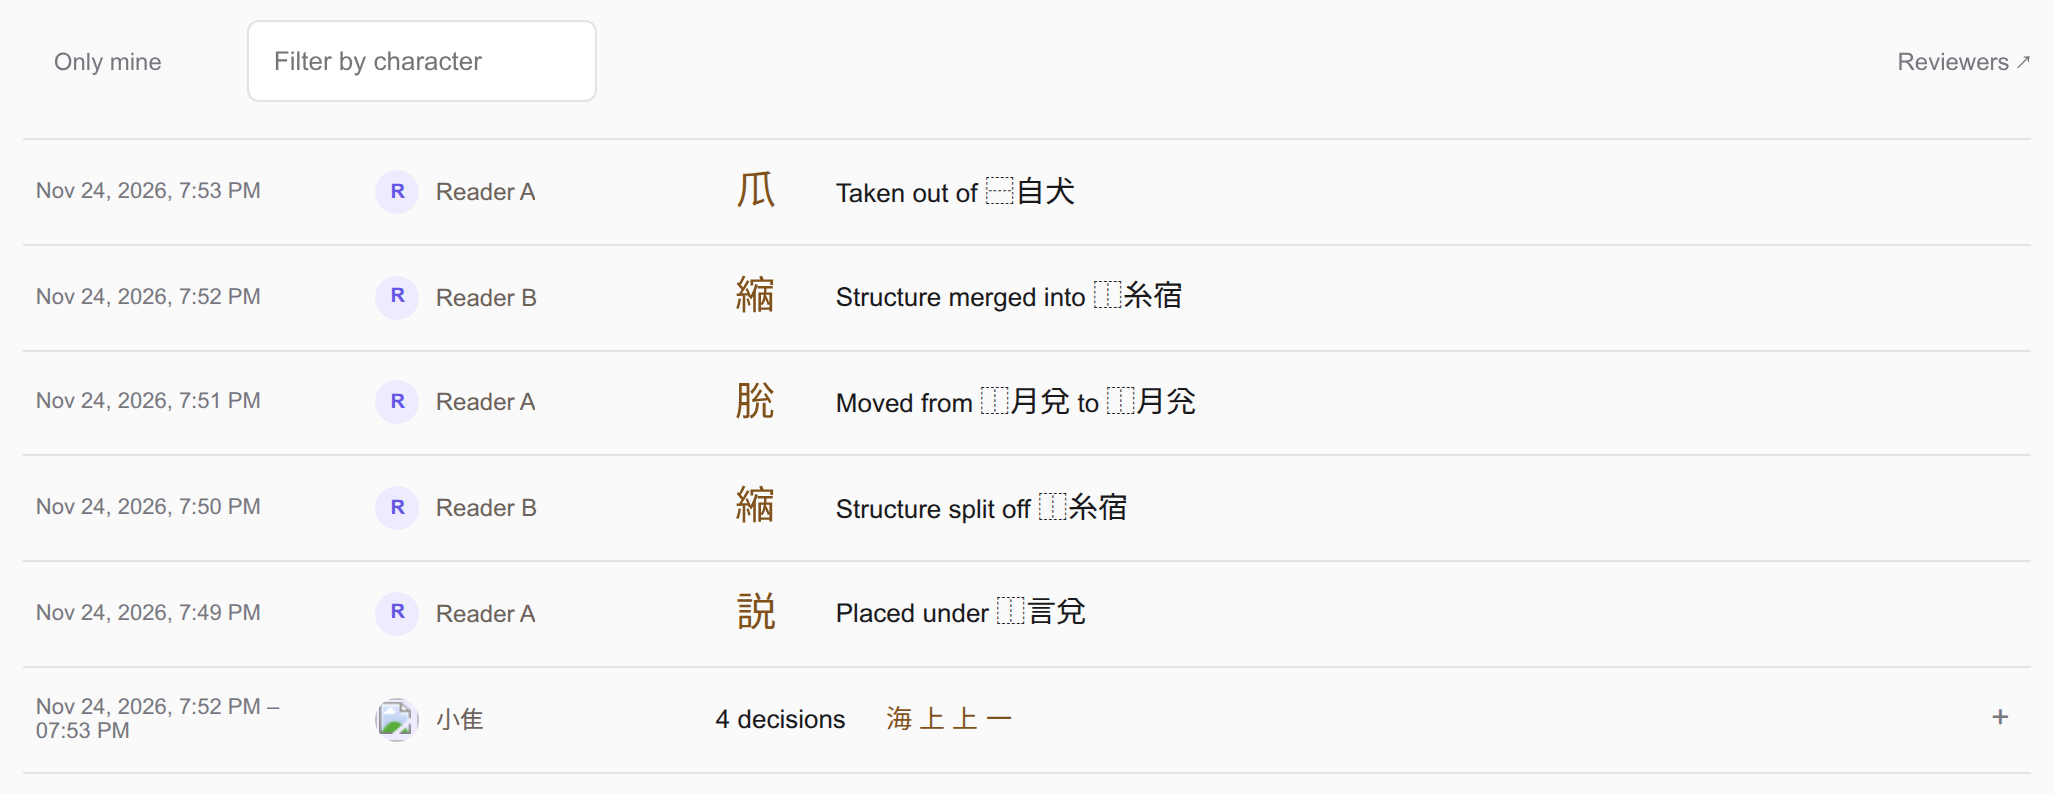 Only mine
Filter by character
Reviewers ↗
Nov 24, 2026, 7:53 PM R Reader A 爪 Taken out of ⿱自犬
Nov 24, 2026, 7:52 PM R Reader B 縮 Structure merged into ⿰糸宿
Nov 24, 2026, 7:51 PM R Reader A 脱 Moved from ⿰月兌 to ⿰月兊
Nov 24, 2026, 7:50 PM R Reader B 縮 Structure split off ⿰糸宿
Nov 24, 2026, 7:49 PM R Reader A 説 Placed under ⿰言兌
Nov 24, 2026, 7:52 PM –
07:53 PM
小隹 4 decisions 海 上 上 一 +